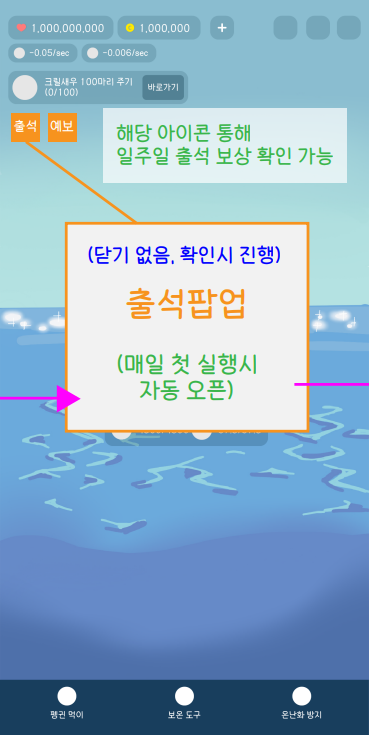 1,000,000,000
1,000,000
+
-0.05/sec
-0.006/sec
크릴새우 100마리 주기
(0/100)
바로가기
출석
예보
해당 아이콘 통해
일주일 출석 보상 확인 가능
(닫기 없음, 확인시 진행)
출석팝업
(매일 첫 실행시
자동 오픈)
펭귄 먹이
보온 도구
온난화 방지